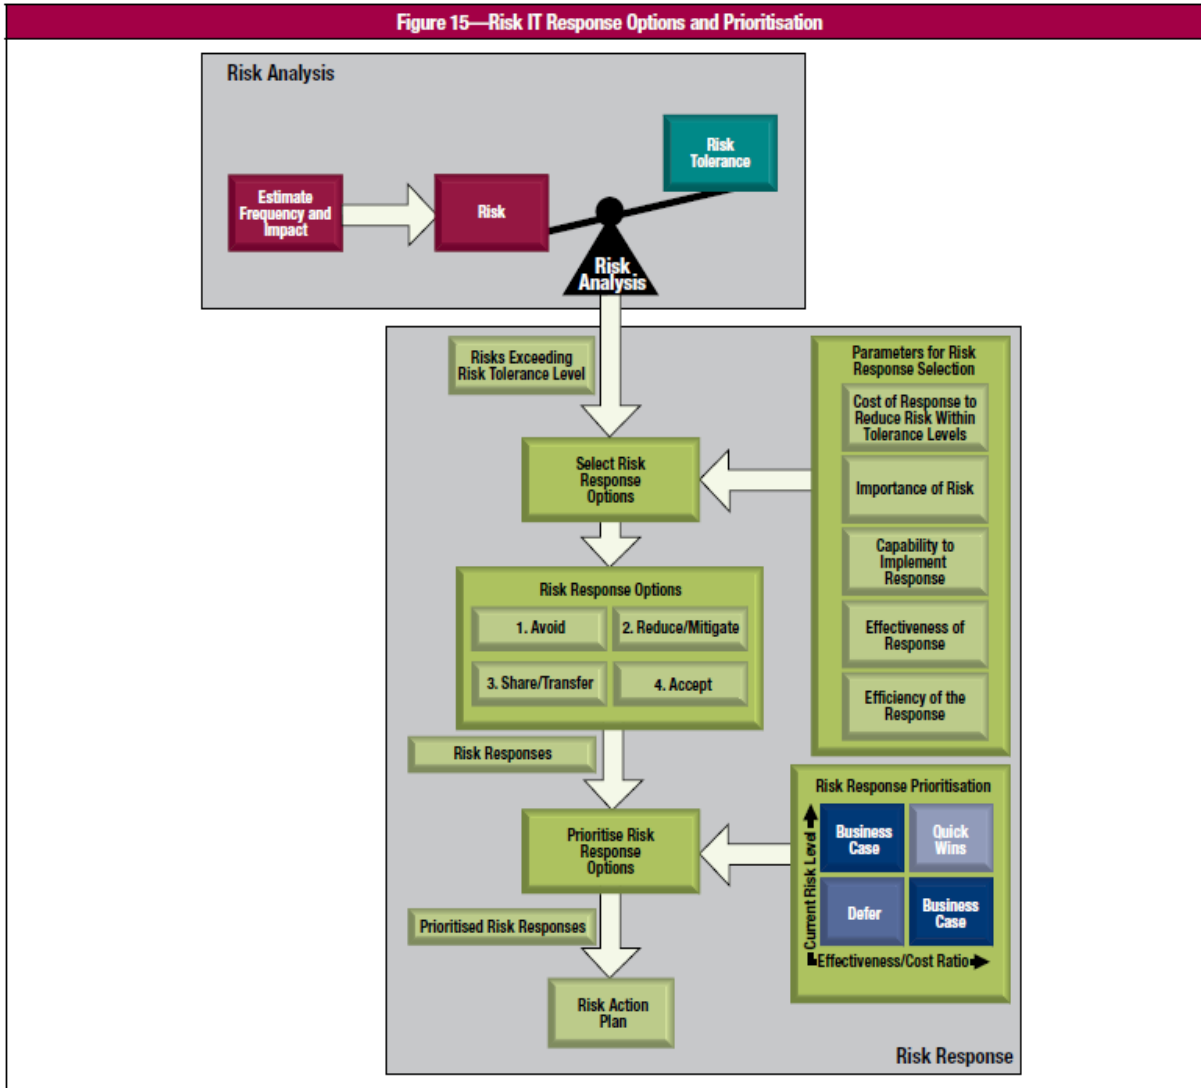 Figure 15—Risk IT Response Options and Prioritisation
Risk Analysis
Risk
Tolerance
Estimate
Frequency and
Impact
Risk
Risk
Analysis
Risks Exceeding
Risk Tolerance Level
Parameters for Risk
Response Selection
Cost of Response to
Reduce Risk Within
Tolerance Levels
Importance of Risk
Capability to
Implement
Response
Effectiveness of
Response
Efficiency of the
Response
Select Risk
Response
Options
Risk Response Options
1. Avoid
2. Reduce/Mitigate
3. Share/Transfer
4. Accept
Risk Responses
Prioritise Risk
Response
Options
Risk Response Prioritisation
Current Risk Level
Business
Case
Quick
Wins
Defer
Business
Case
Effectiveness/Cost Ratio
Prioritised Risk Responses
Risk Action
Plan
Risk Response